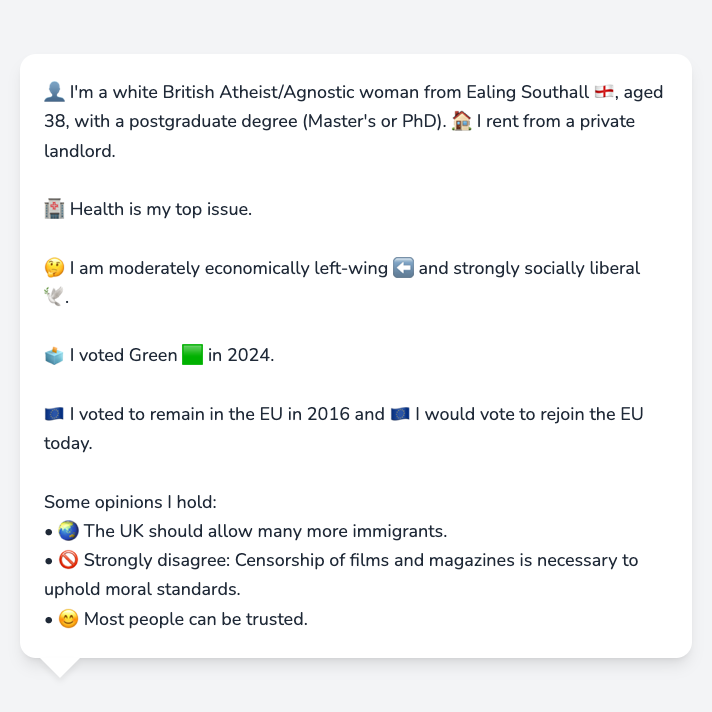 👤 I'm a white British Atheist/Agnostic woman from Ealing Southall 🏴󠁧󠁢󠁥󠁮󠁧󠁿, aged
38, with a postgraduate degree (Master's or PhD). 🏠 I rent from a private
landlord.
🏥 Health is my top issue.
🤔 I am moderately economically left-wing ⬅️ and strongly socially liberal
🕊️.
🗳️ I voted Green 🟩 in 2024.
🇪🇺 I voted to remain in the EU in 2016 and 🇪🇺 I would vote to rejoin the EU
today.
Some opinions I hold:
• 🌏 The UK should allow many more immigrants.
• 🚫 Strongly disagree: Censorship of films and magazines is necessary to
uphold moral standards.
• 😊 Most people can be trusted.